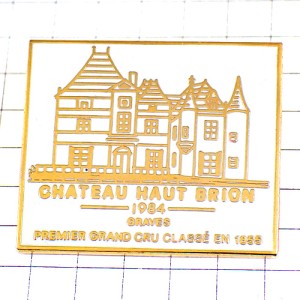 CHATEAU HAUT BRION
1984
GRAVES
PREMIER GRAND CRU CLASSÉ EN 1855